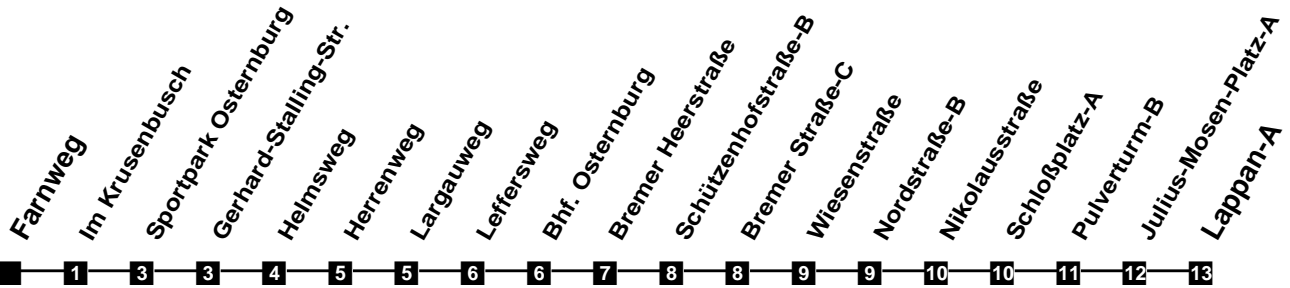 Farnweg
Im Krusenbusch
Sportpark Osternburg
Gerhard-Stalling-Str.
Helmsweg
Herrenweg
Largauweg
Leffersweg
Bhf. Osternburg
Bremer Heerstraße
Schützenhofstraße-B
Bremer Straße-C
Wiesenstraße
Nordstraße-B
Nikolausstraße
Schloßplatz-A
Pulverturm-B
Julius-Mosen-Platz-A
Lappan-A
1 3 3 4 5 5 6 6 7 8 8 9 9 10 10 11 12 13